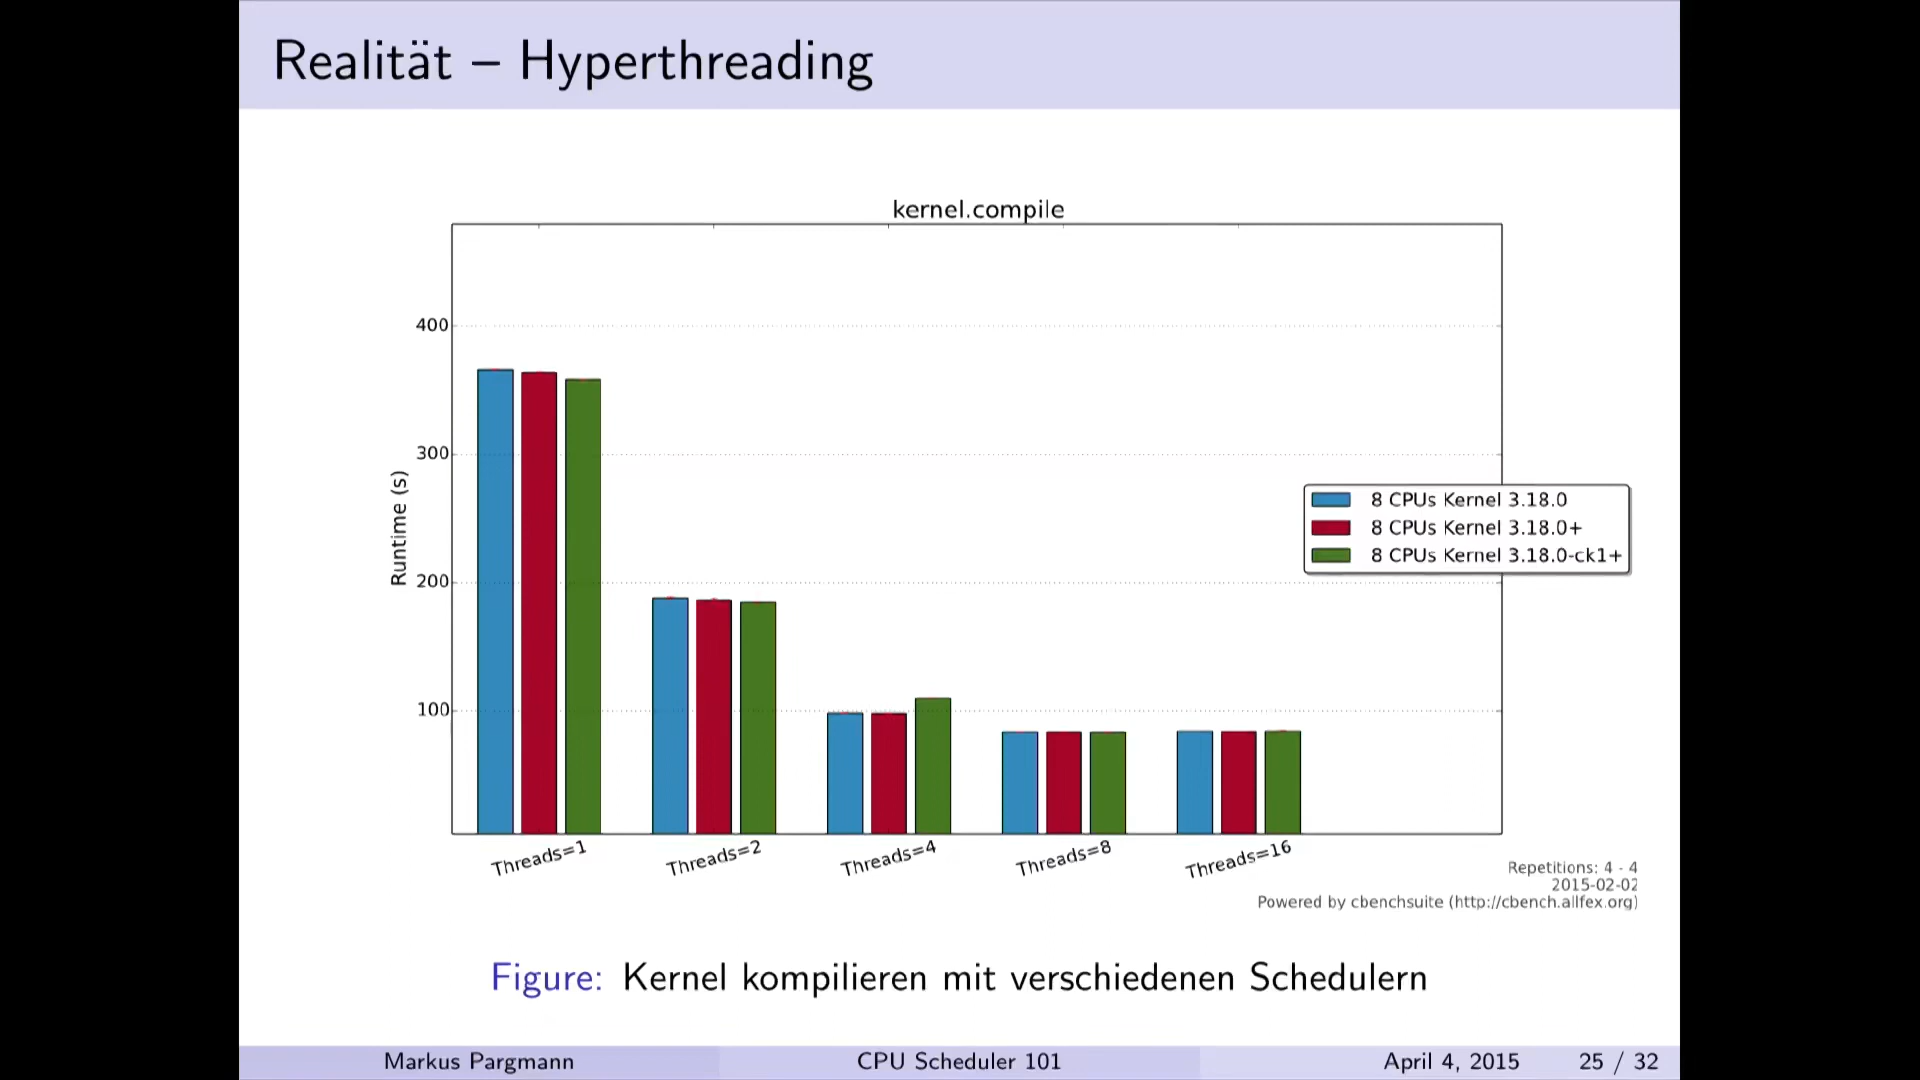 Realität – Hyperthreading
kernel.compile
400
300
200
100
Runtime (s)
8 CPUs Kernel 3.18.0
8 CPUs Kernel 3.18.0+
8 CPUs Kernel 3.18.0-ck1+
Threads=1
Threads=2
Threads=4
Threads=8
Threads=16
Repetitions: 4 - 4
2015-02-02
Powered by cbenchsuite (http://cbench.allfex.org)
Figure: Kernel kompilieren mit verschiedenen Schedulern
Markus Pargmann
CPU Scheduler 101
April 4, 2015
25 / 32